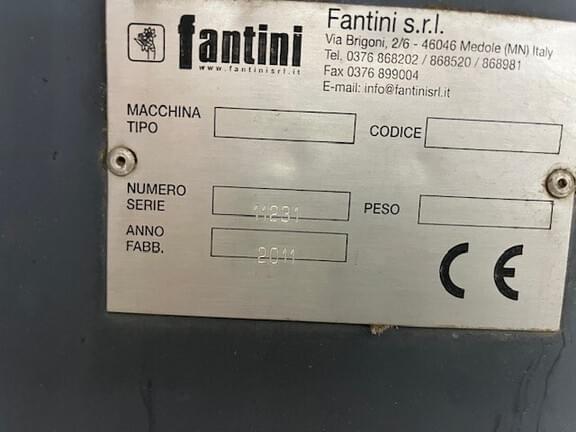 fantini
www.fantinisrl.it
Fantini s.r.l.
Via Brigoni, 2/6 - 46046 Medole (MN) Italy
Tel. 0376 868202 / 868520 / 868981
Fax 0376 899004
E-mail: info@fantinisrl.it
MACCHINA
TIPO
CODICE
NUMERO
SERIE
11231
PESO
ANNO
FABB.
2011
CE